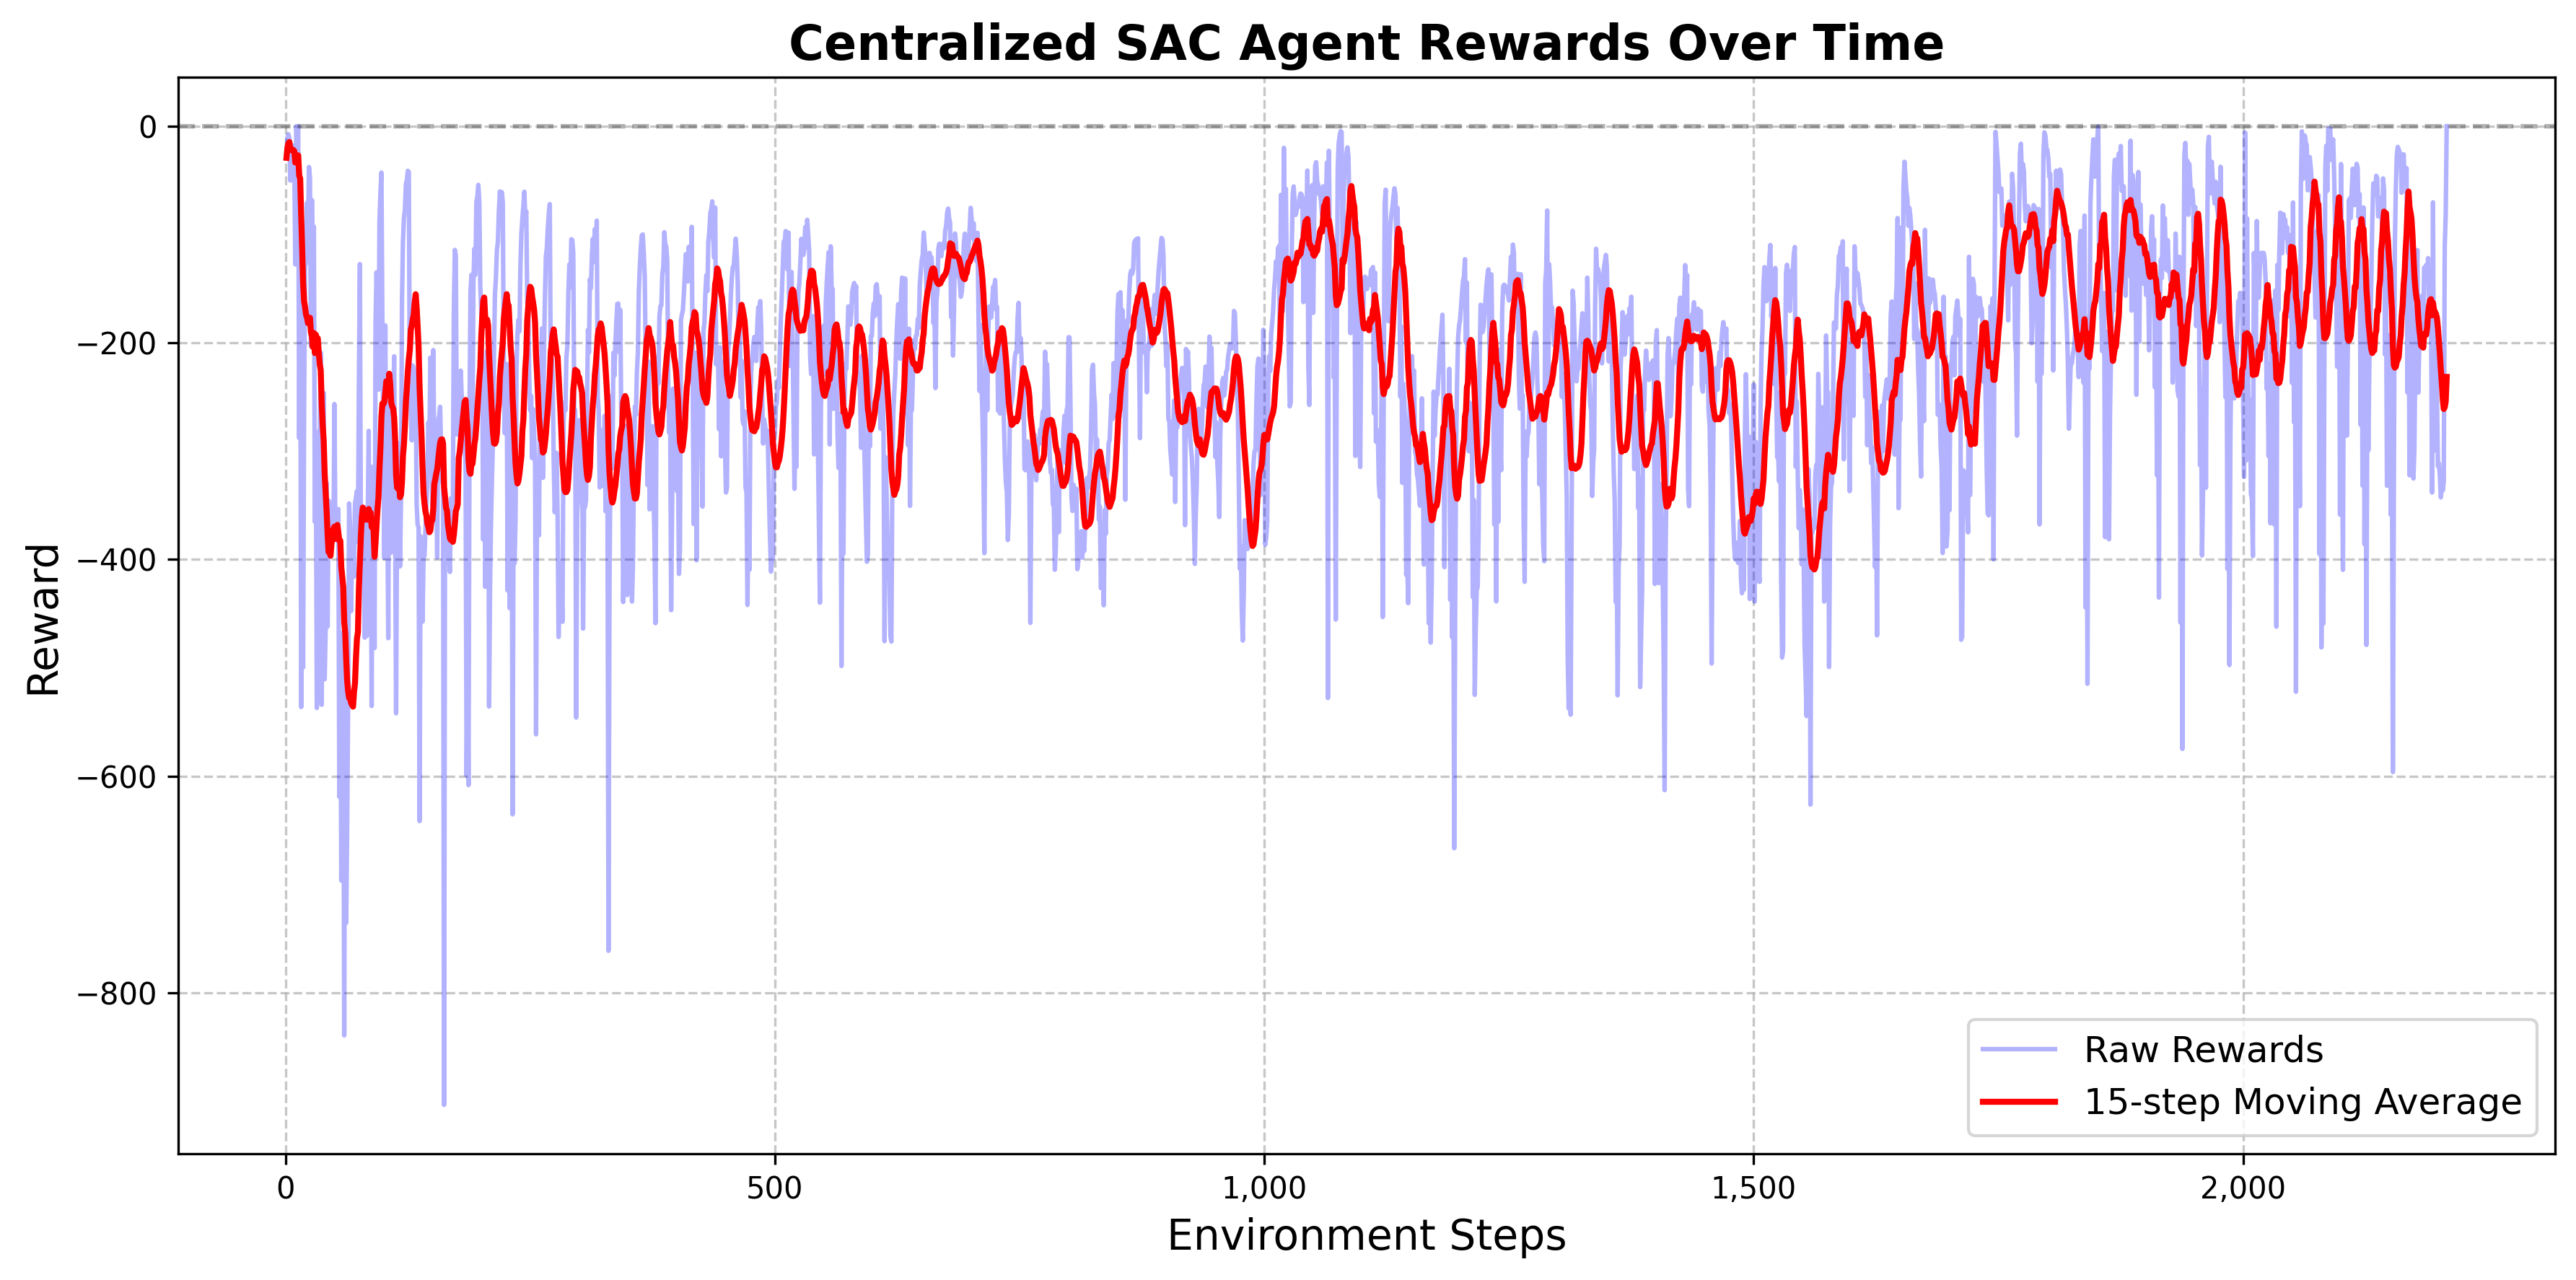 Centralized SAC Agent Rewards Over Time
Reward
0
−200
−400
−600
−800
0
500
1,000
1,500
2,000
Environment Steps
Raw Rewards
15-step Moving Average